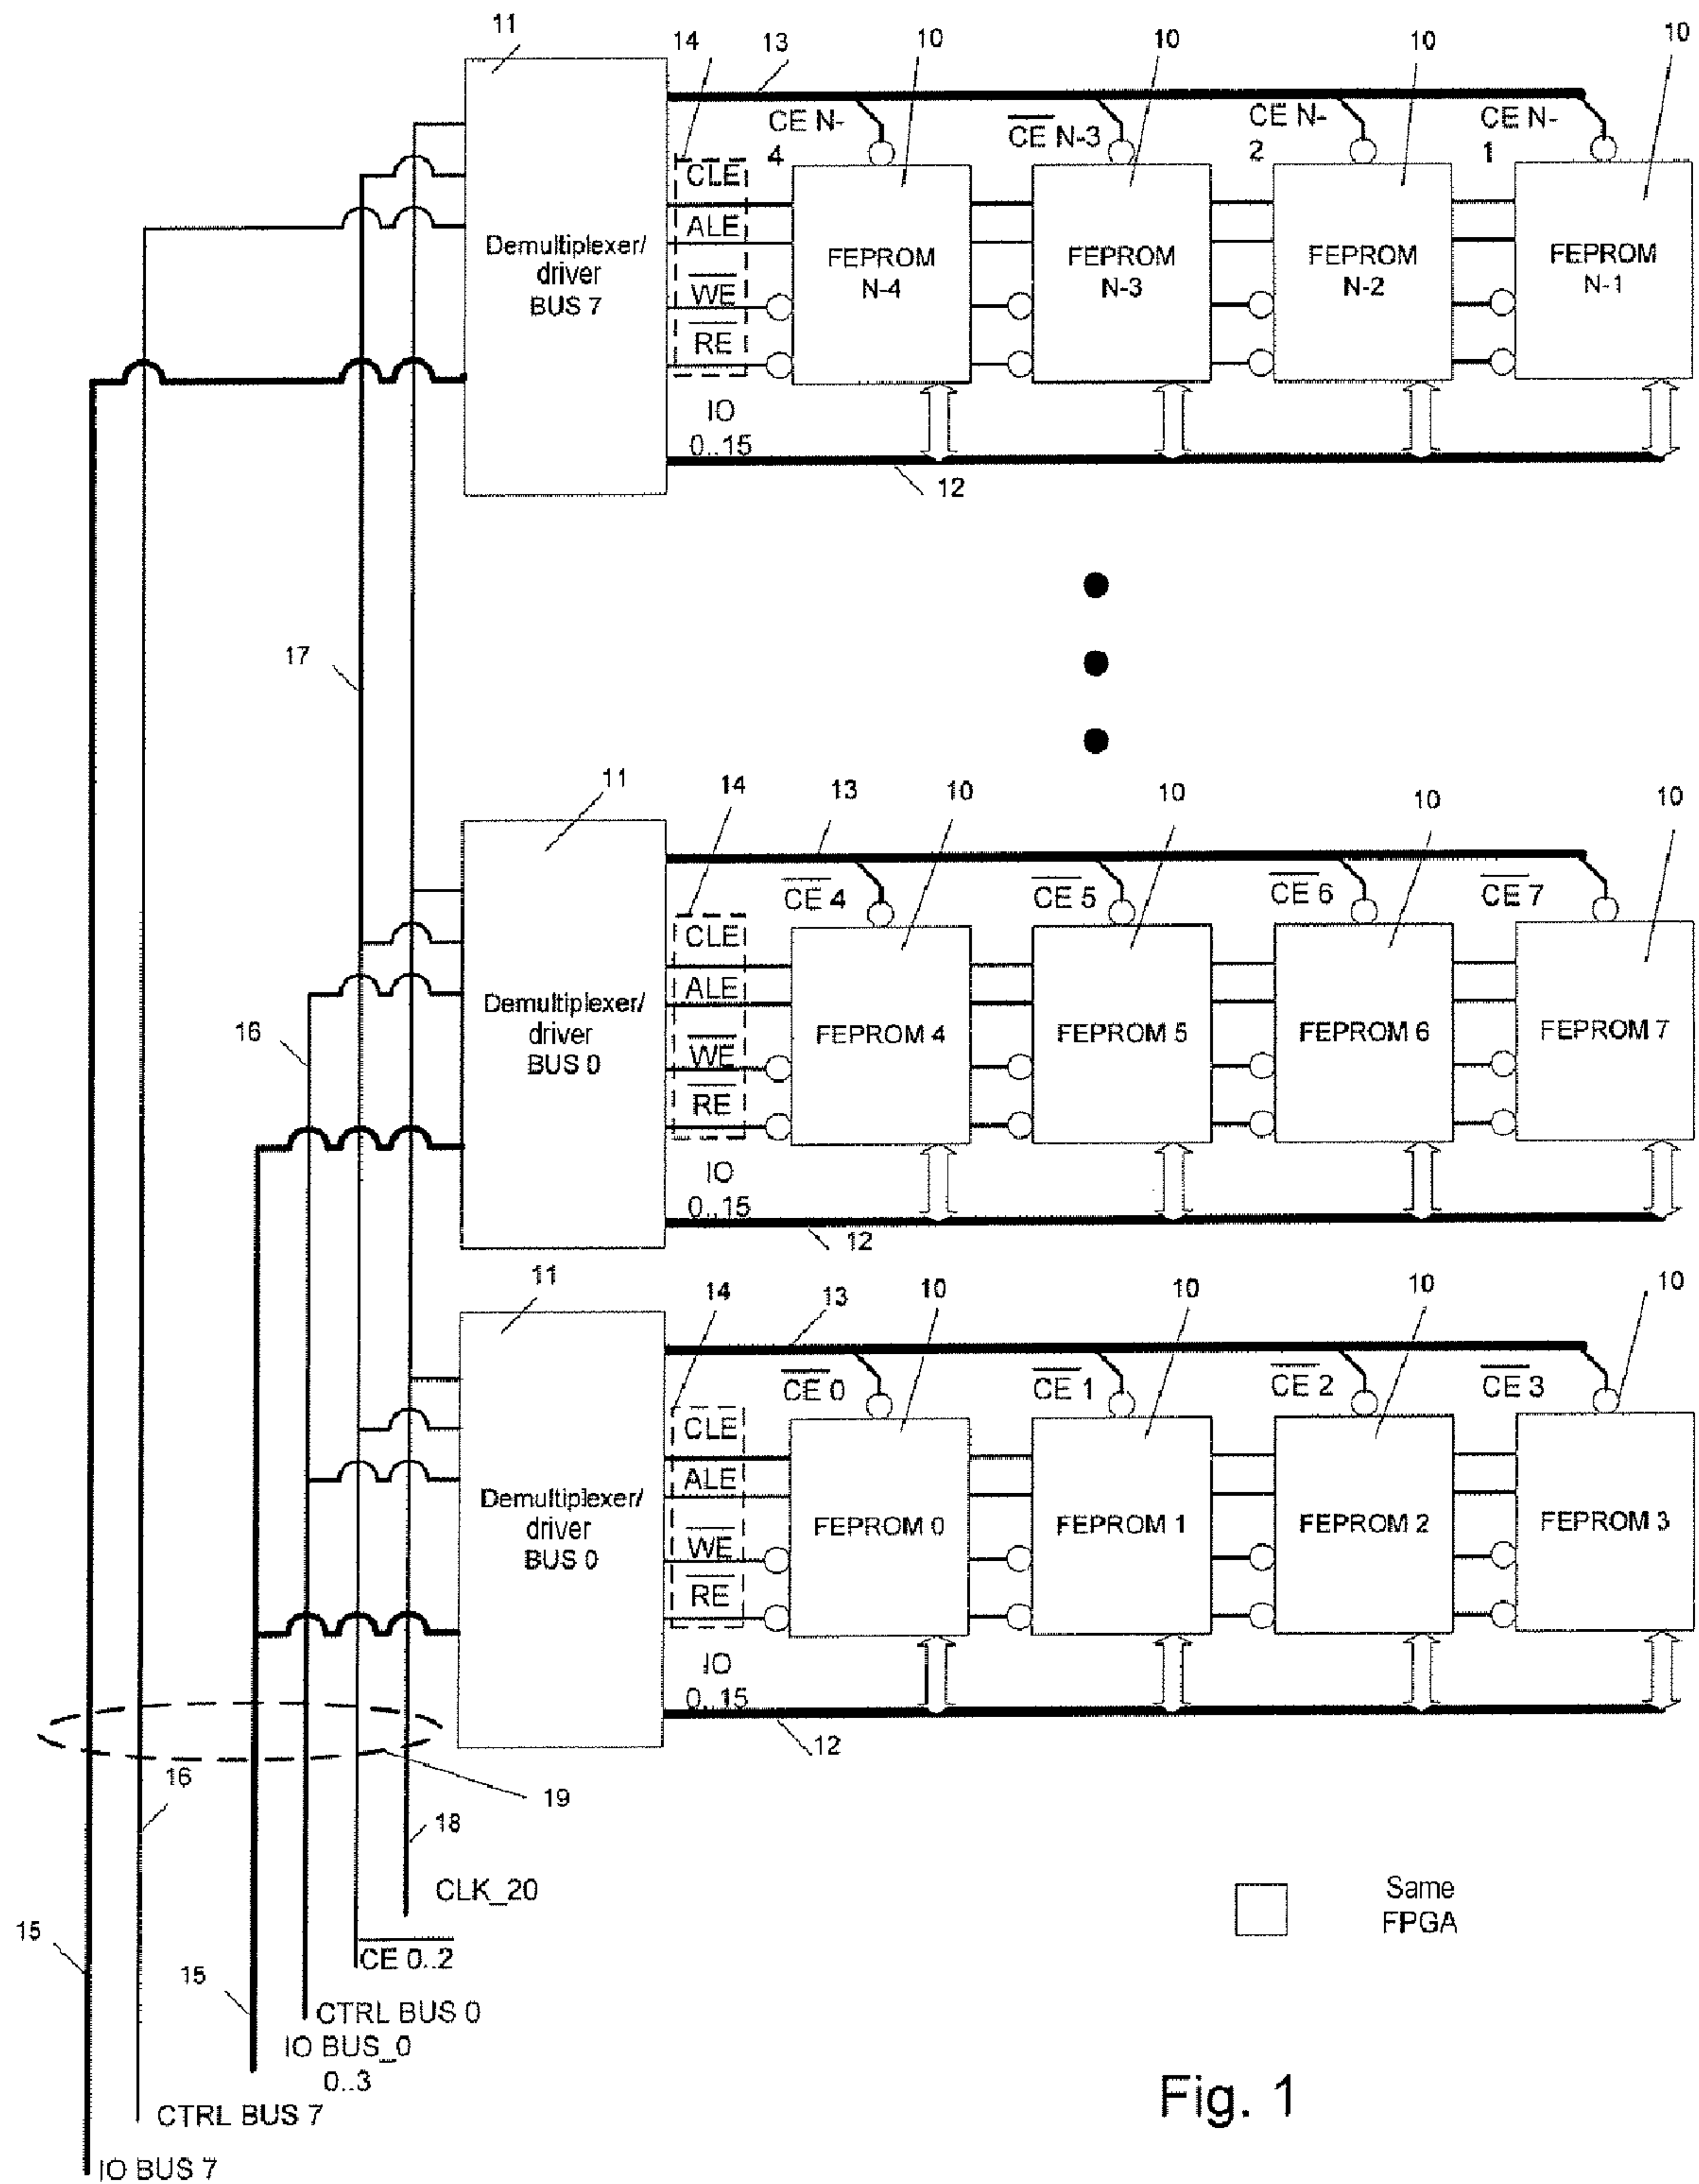 11
14
13
10
10
10
10
CE N-
4
CE N-3
CE N-
2
CE N-
1
CLE
ALE
WE
RE
Demultiplexer/
driver
BUS 7
FEPROM
N-4
FEPROM
N-3
FEPROM
N-2
FEPROM
N-1
IO
0..15
12
17
11
14
13
10
10
10
10
CE 4
CE 5
CE 6
CE 7
CLE
ALE
WE
RE
16
Demultiplexer/
driver
BUS 0
FEPROM 4
FEPROM 5
FEPROM 6
FEPROM 7
IO
0..15
12
11
14
13
10
10
10
10
CE 0
CE 1
CE 2
CE 3
CLE
ALE
WE
RE
Demultiplexer/
driver
BUS 0
FEPROM 0
FEPROM 1
FEPROM 2
FEPROM 3
IO
0..15
12
16
19
18
CLK_20
15
15
CE 0..2
CTRL BUS 0
IO BUS_0
0..3
CTRL BUS 7
IO BUS 7
Same
FPGA
Fig. 1